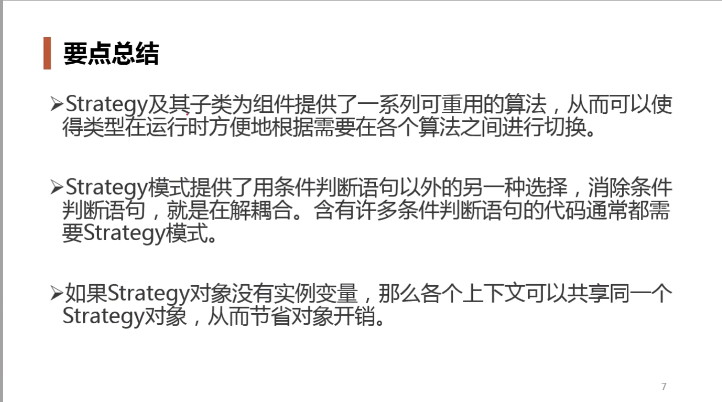 要点总结
➢Strategy及其子类为组件提供了一系列可重用的算法，从而可以使
得类型在运行时方便地根据需要在各个算法之间进行切换。
➢Strategy模式提供了用条件判断语句以外的另一种选择，消除条件
判断语句，就是在解耦合。含有许多条件判断语句的代码通常都需
要Strategy模式。
➢如果Strategy对象没有实例变量，那么各个上下文可以共享同一个
Strategy对象，从而节省对象开销。
7